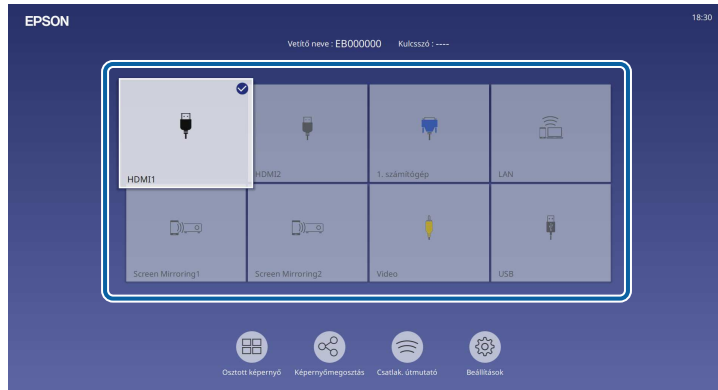 EPSON
18:30
Vetítő neve : EB000000 Kulcsszó : ----
HDMI1
HDMI2
1. számítógép
LAN
Screen Mirroring1
Screen Mirroring2
Video
USB
Osztott képernyő
Képernyőmegosztás
Csatlak. útmutató
Beállítások